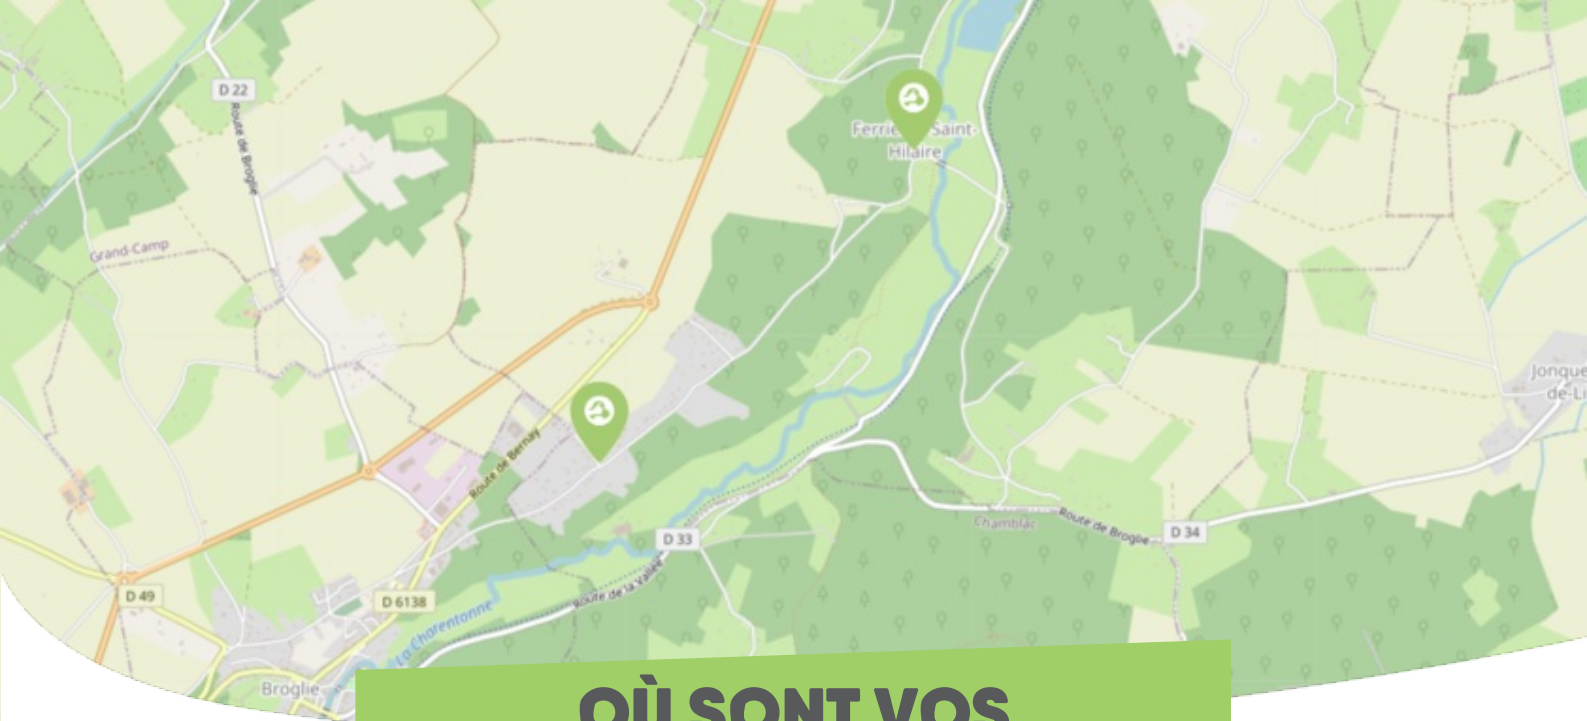 D 22
Route de Broglie
Saint-
Hilaire
Grand-Camp
Route de Bernay
D 33
Chamblac
Route de Broglie
D 34
D 49
D 6138
Route de la Vallée
La Charentonne
Broglie
OÙ SONT VOS